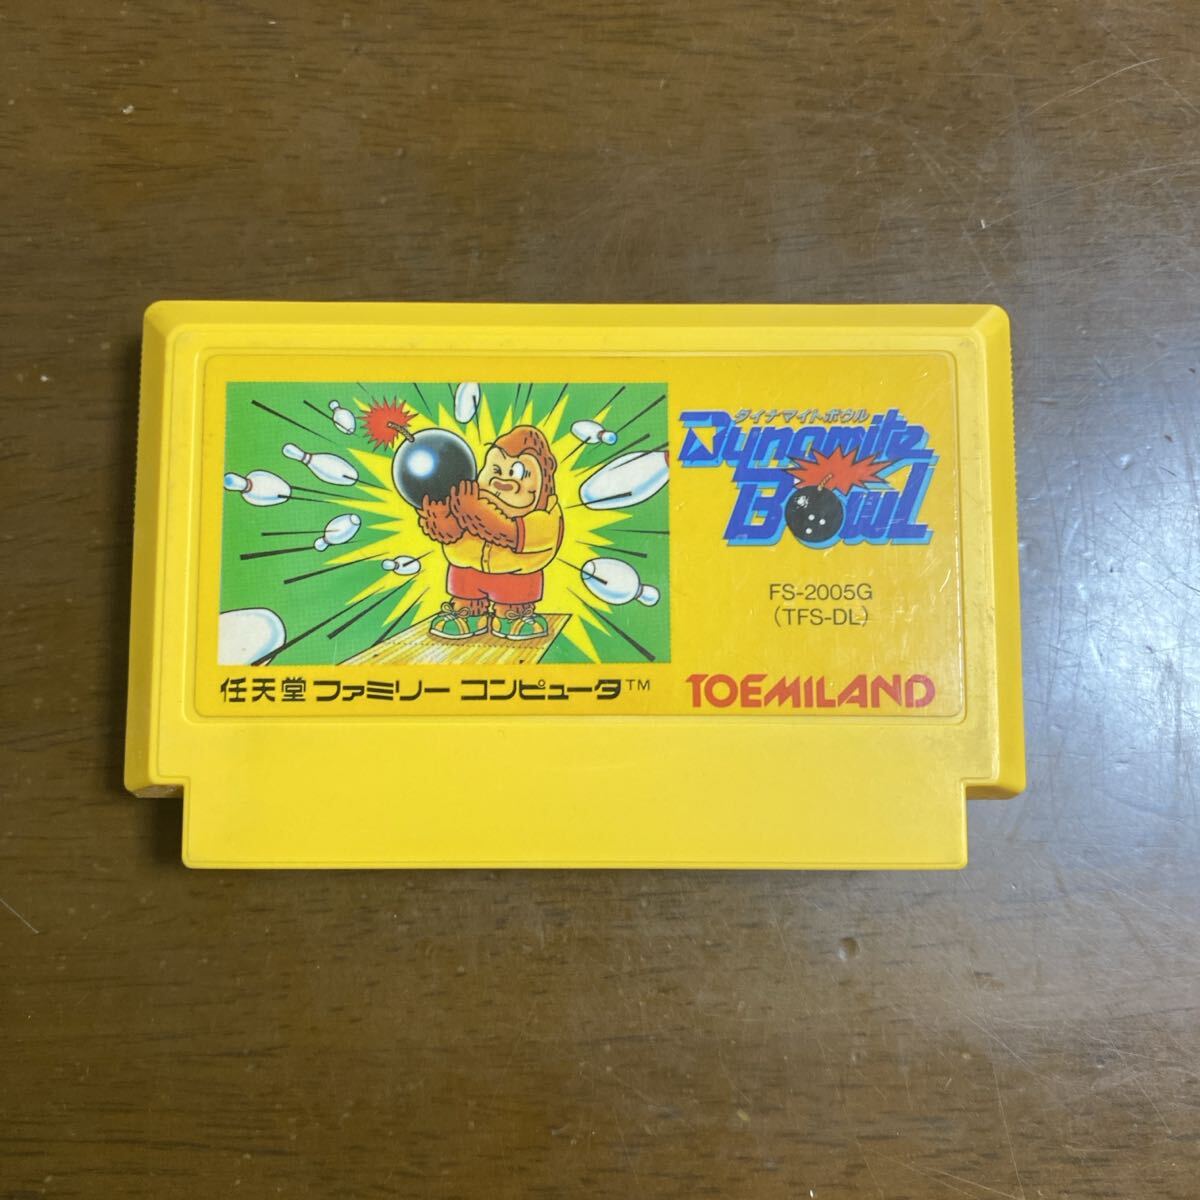 ダイナマイトボウル
Dynamite
Bowl
FS-2005G
(TFS-DL)
任天堂 ファミリー コンピュータ™
TOEMILAND